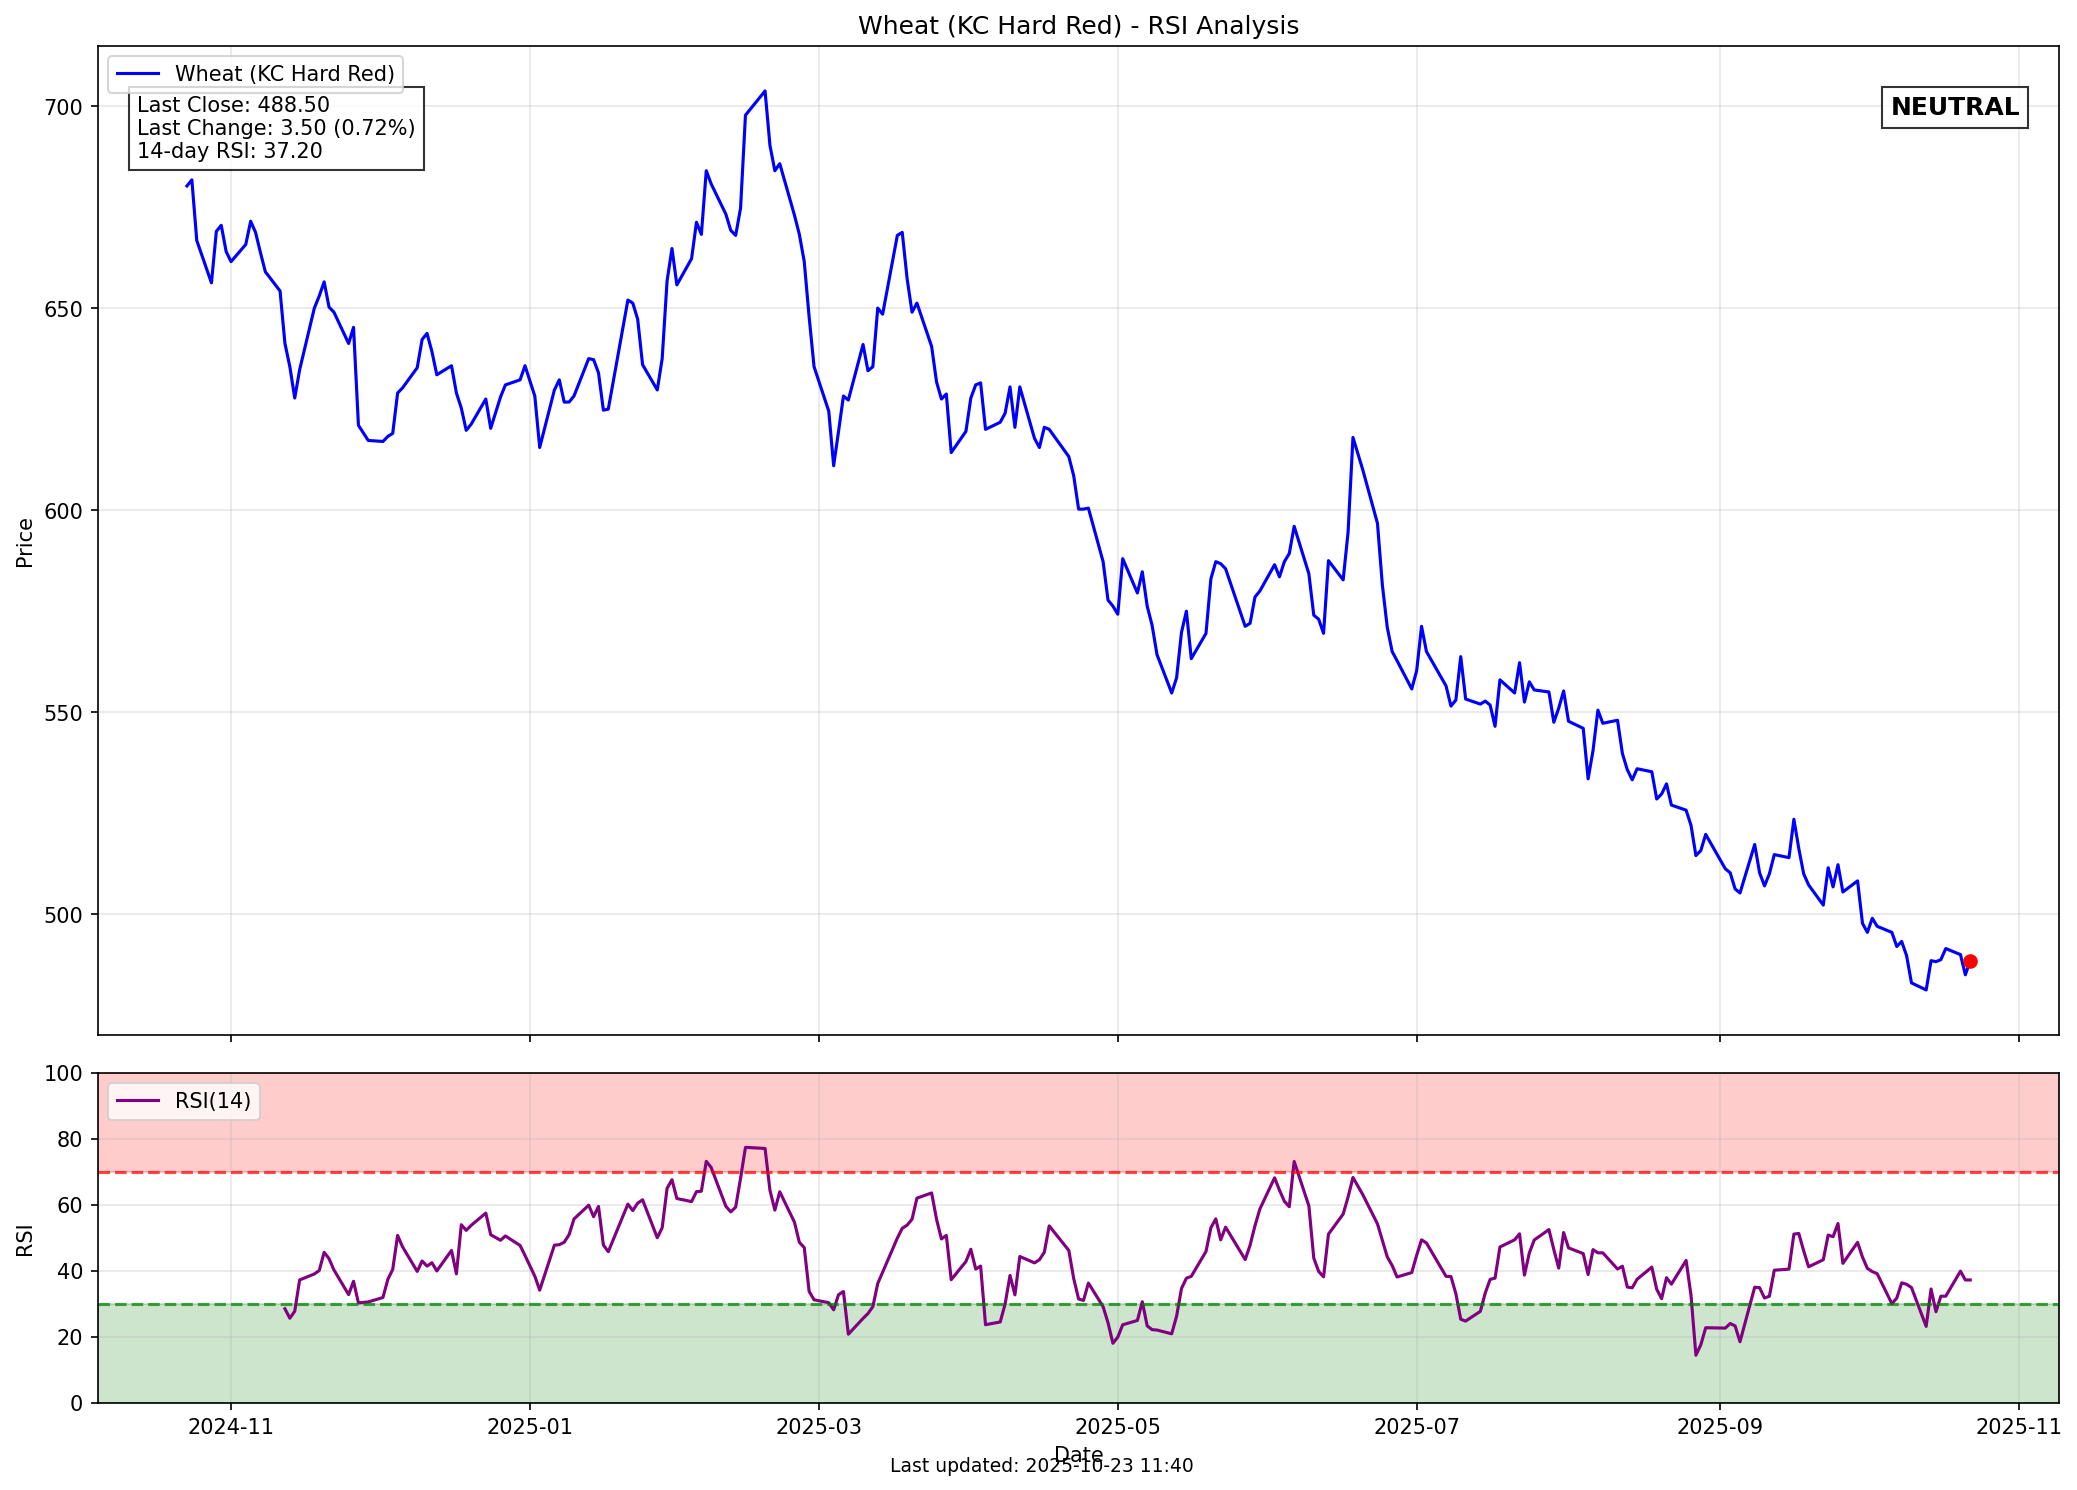 Wheat (KC Hard Red) - RSI Analysis
Wheat (KC Hard Red)
Last Close: 488.50
Last Change: 3.50 (0.72%)
14-day RSI: 37.20
NEUTRAL
700
650
600
550
500
Price
100
80
60
40
20
0
RSI
RSI(14)
2024-11
2025-01
2025-03
2025-05
2025-07
2025-09
2025-11
Date
Last updated: 2025-10-23 11:40